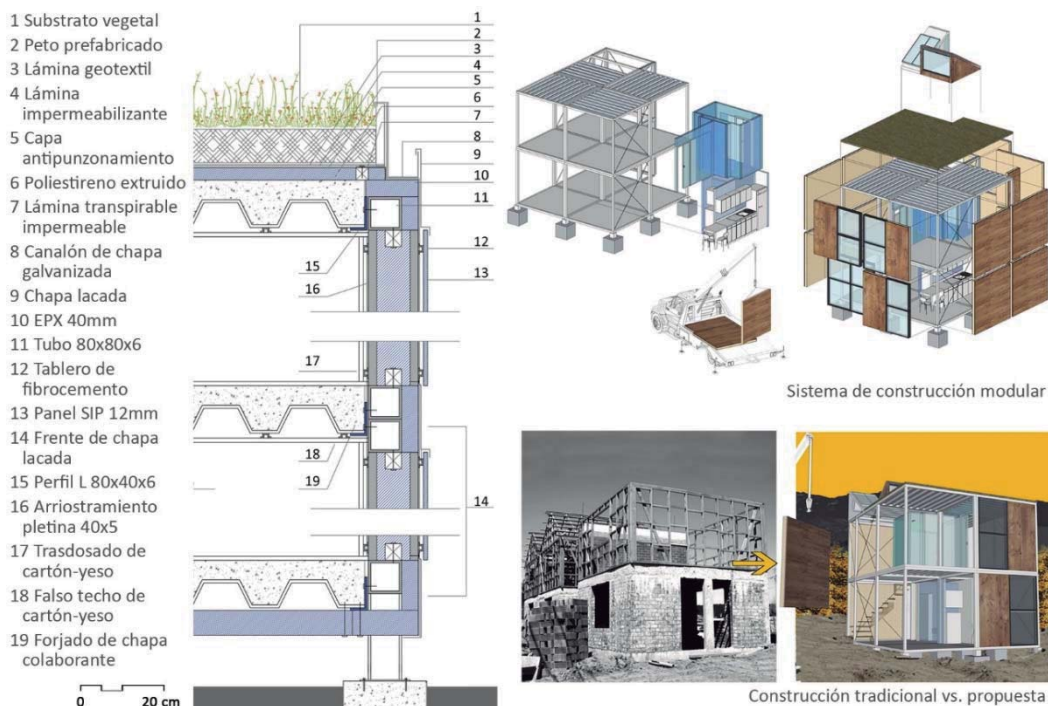 1 Substrato vegetal
2 Peto prefabricado
3 Lámina geotextil
4 Lámina
impermeabilizante
5 Capa
antipunzonamiento
6 Poliestireno extruido
7 Lámina transpirable
impermeable
8 Canalón de chapa
galvanizada
9 Chapa lacada
10 EPX 40mm
11 Tubo 80x80x6
12 Tablero de
fibrocemento
13 Panel SIP 12mm
14 Frente de chapa
lacada
15 Perfil L 80x40x6
16 Arriostramiento
pletina 40x5
17 Trasdosado de
cartón-yeso
18 Falso techo de
cartón-yeso
19 Forjado de chapa
colaborante
0 20 cm
1
2
3
4
5
6
7
8
9
10
11
12
13
15
16
17
18
19
14
Sistema de construcción modular
Construcción tradicional vs. propuesta